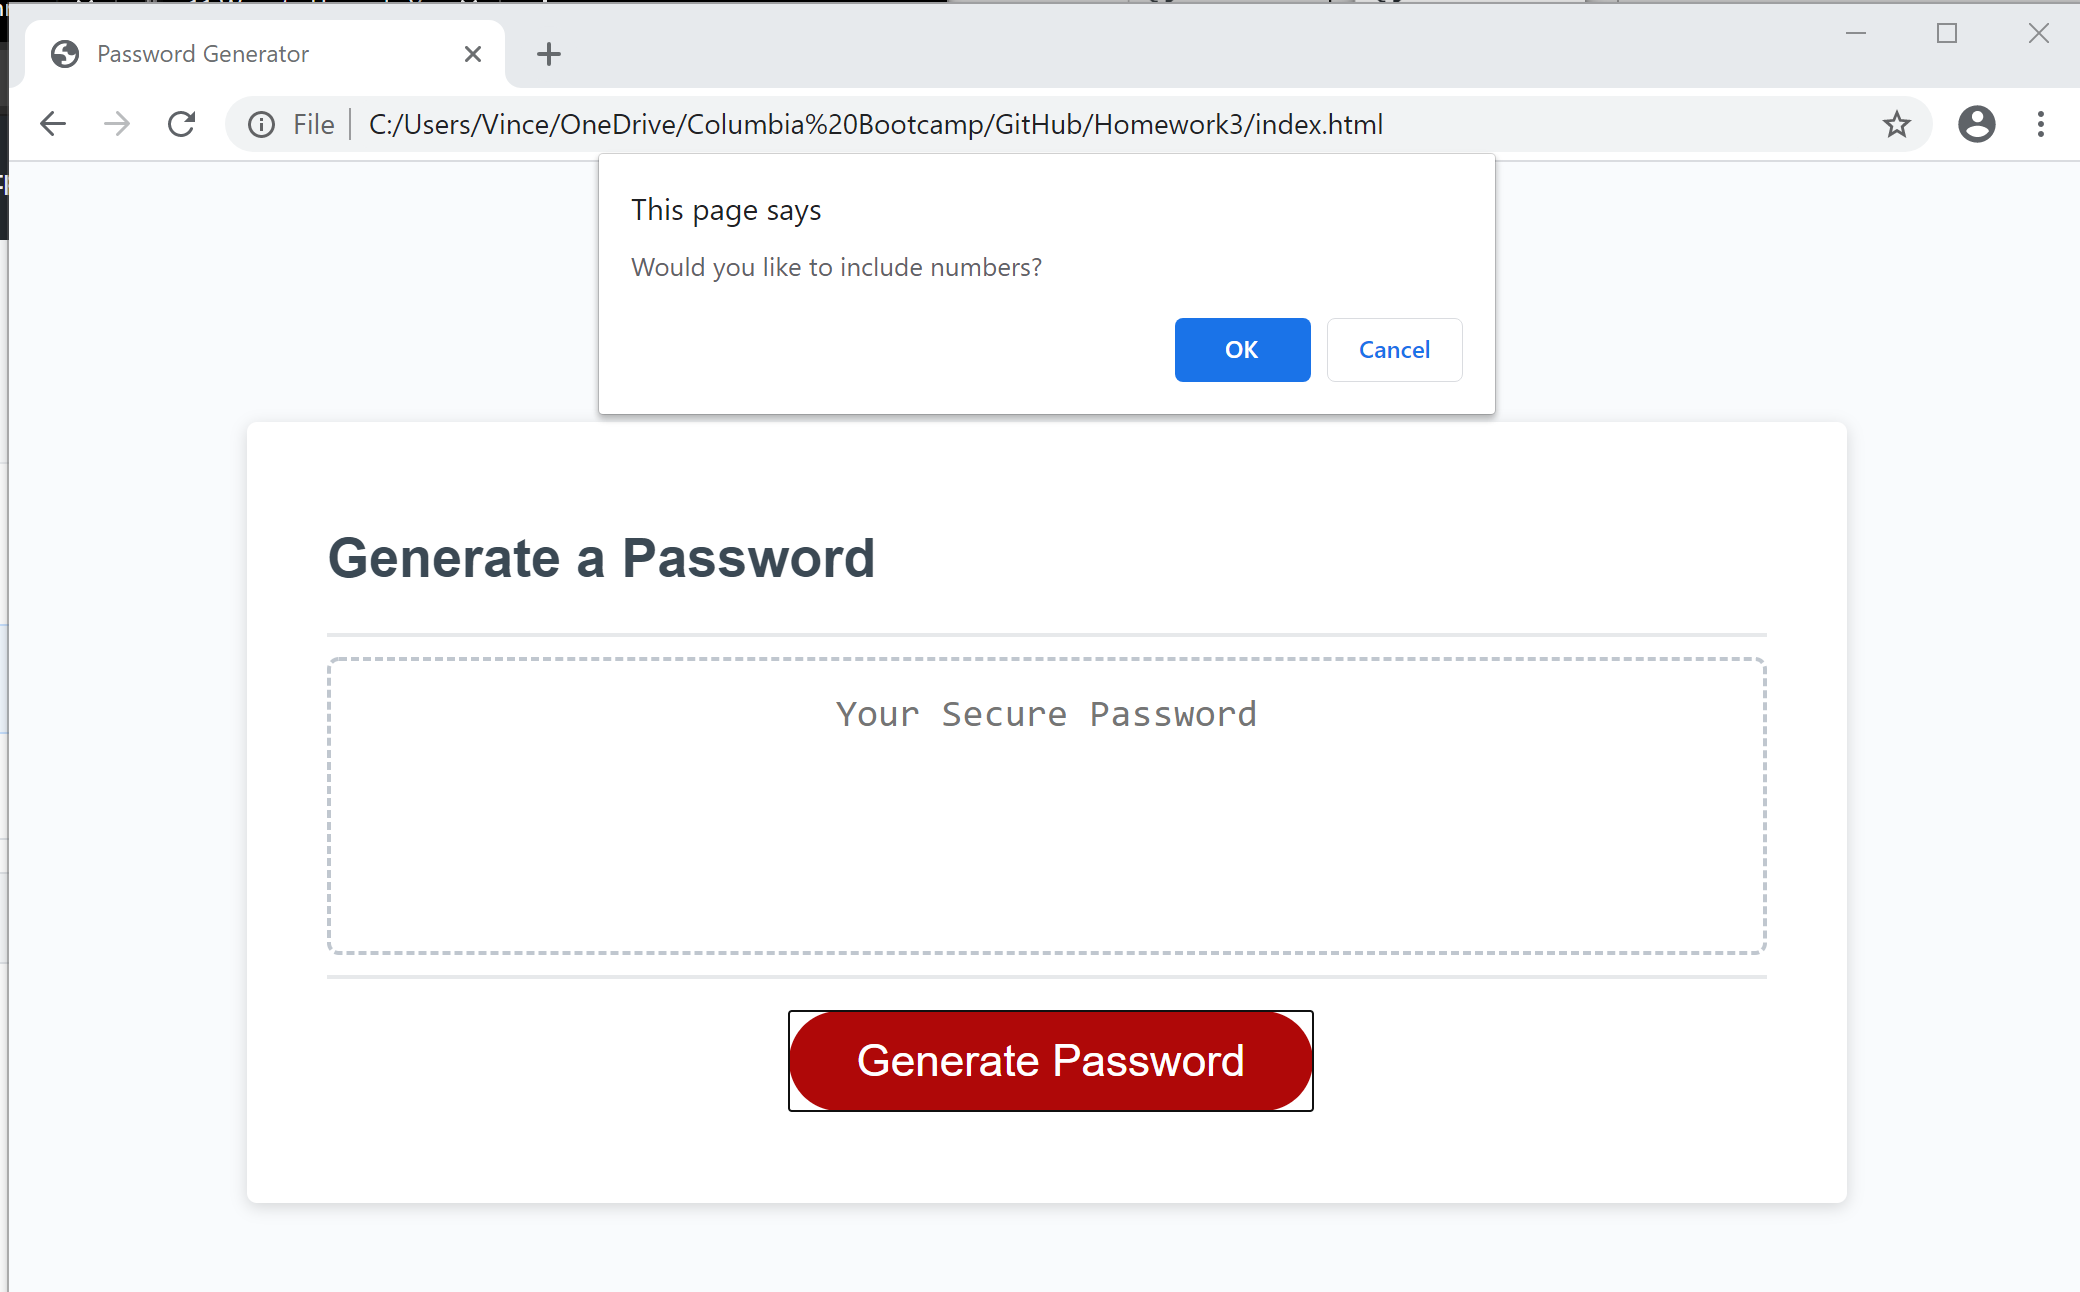 Password Generator
File
C:/Users/Vince/OneDrive/Columbia%20Bootcamp/GitHub/Homework3/index.html
This page says
Would you like to include numbers?
OK
Cancel
Generate a Password
Your Secure Password
Generate Password